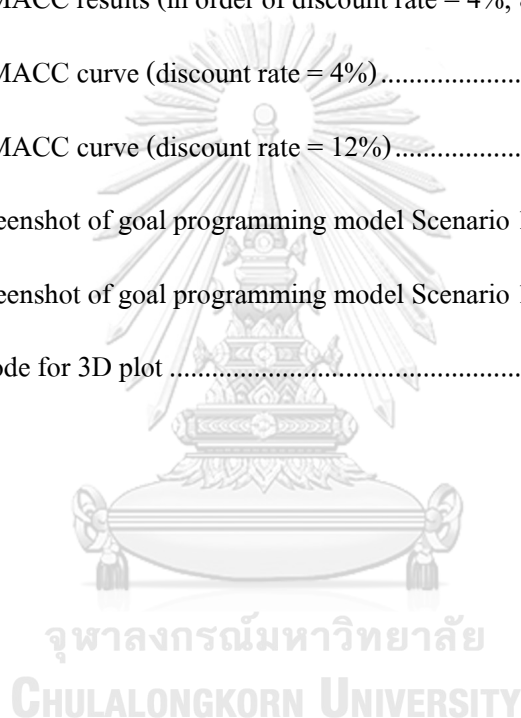 MACC results (in order of discount rate = 4%,
MACC curve (discount rate = 4%)......................
MACC curve (discount rate = 12%)....................
eenshot of goal programming model Scenario
eenshot of goal programming model Scenario
ode for 3D plot ........................................................
จุฬาลงกรณ์มหาวิทยาลัย
CHULALONGKORN UNIVERSITY